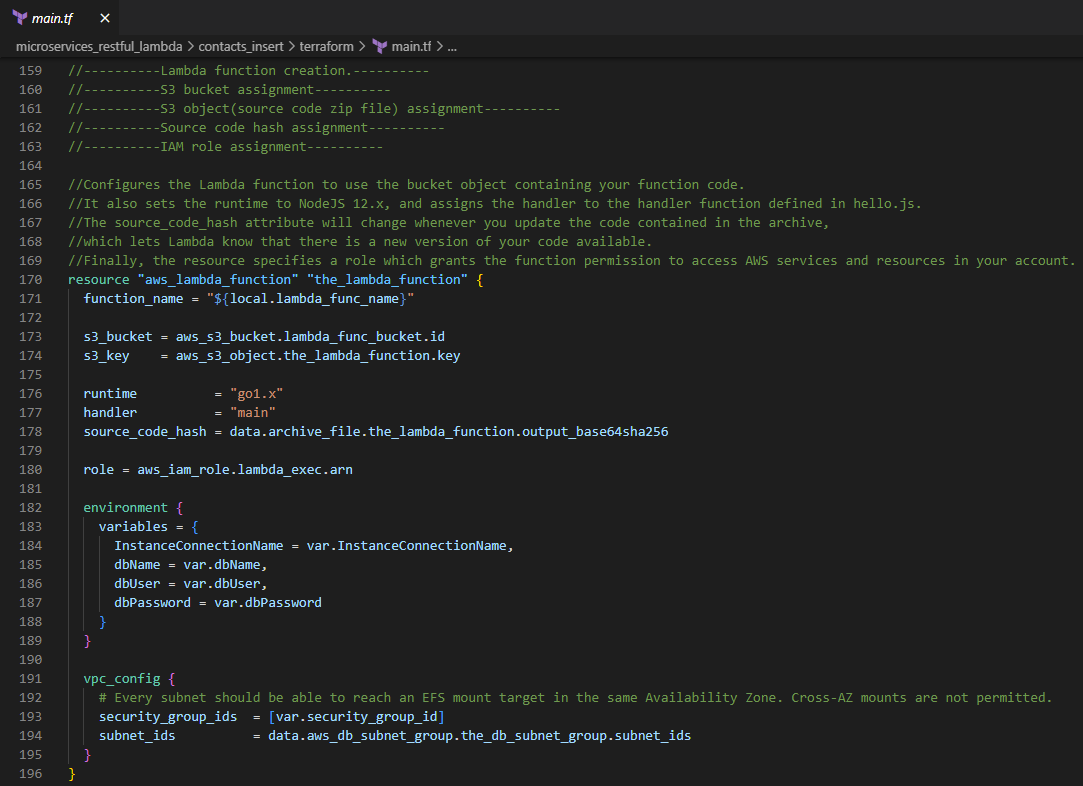 main.tf ×
microservices_restful_lambda > contacts_insert > terraform > main.tf > ...
159 //----------Lambda function creation.----------
160 //----------S3 bucket assignment----------
161 //----------S3 object(source code zip file) assignment----------
162 //----------Source code hash assignment----------
163 //----------IAM role assignment----------
164
165 //Configures the Lambda function to use the bucket object containing your function code.
166 //It also sets the runtime to NodeJS 12.x, and assigns the handler to the handler function defined in hello.js.
167 //The source_code_hash attribute will change whenever you update the code contained in the archive,
168 //which lets Lambda know that there is a new version of your code available.
169 //Finally, the resource specifies a role which grants the function permission to access AWS services and resources in your account.
170 resource "aws_lambda_function" "the_lambda_function" {
171   function_name = "${local.lambda_func_name}"
172
173   s3_bucket = aws_s3_bucket.lambda_func_bucket.id
174   s3_key    = aws_s3_object.the_lambda_function.key
175
176   runtime          = "go1.x"
177   handler          = "main"
178   source_code_hash = data.archive_file.the_lambda_function.output_base64sha256
179
180   role = aws_iam_role.lambda_exec.arn
181
182   environment {
183     variables = {
184       InstanceConnectionName = var.InstanceConnectionName,
185       dbName = var.dbName,
186       dbUser = var.dbUser,
187       dbPassword = var.dbPassword
188     }
189   }
190
191   vpc_config {
192     # Every subnet should be able to reach an EFS mount target in the same Availability Zone. Cross-AZ mounts are not permitted.
193     security_group_ids  = [var.security_group_id]
194     subnet_ids          = data.aws_db_subnet_group.the_db_subnet_group.subnet_ids
195   }
196 }